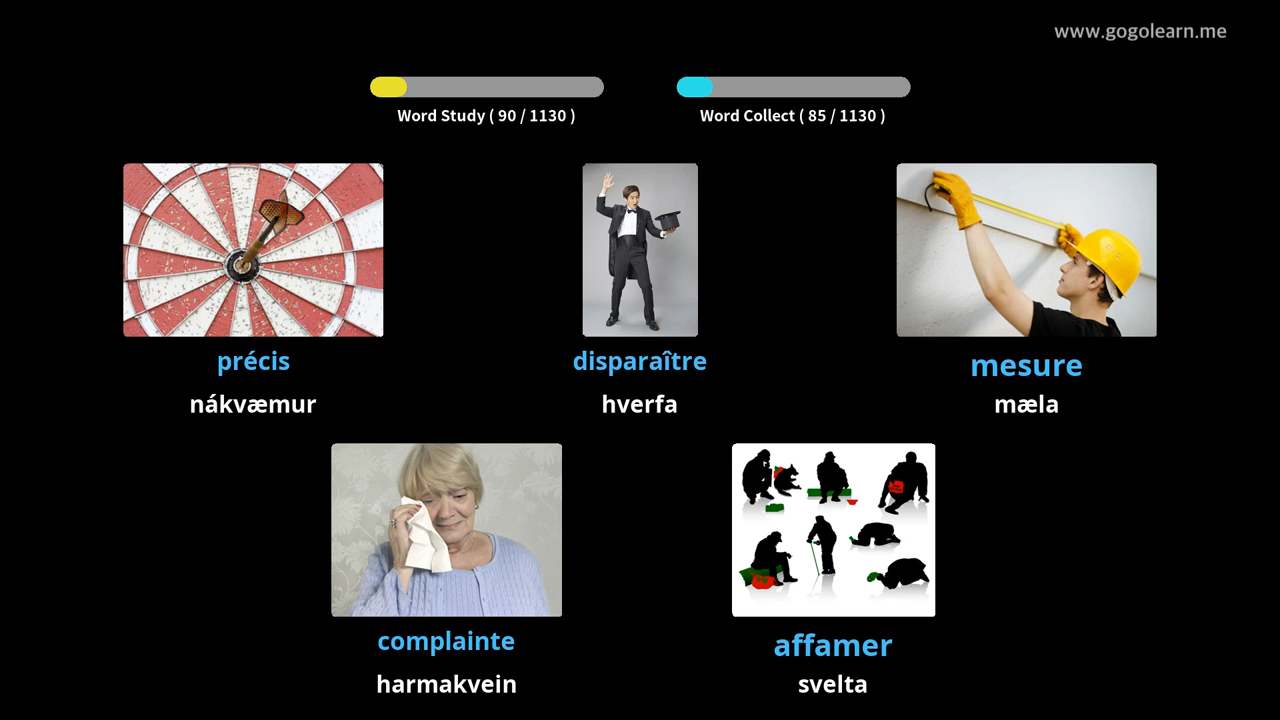 www.gogolearn.me
Word Study ( 90 / 1130 )
Word Collect ( 85 / 1130 )
précis
disparaître
mesure
nákvæmur
hverfa
mæla
complainte
affamer
harmakvein
svelta